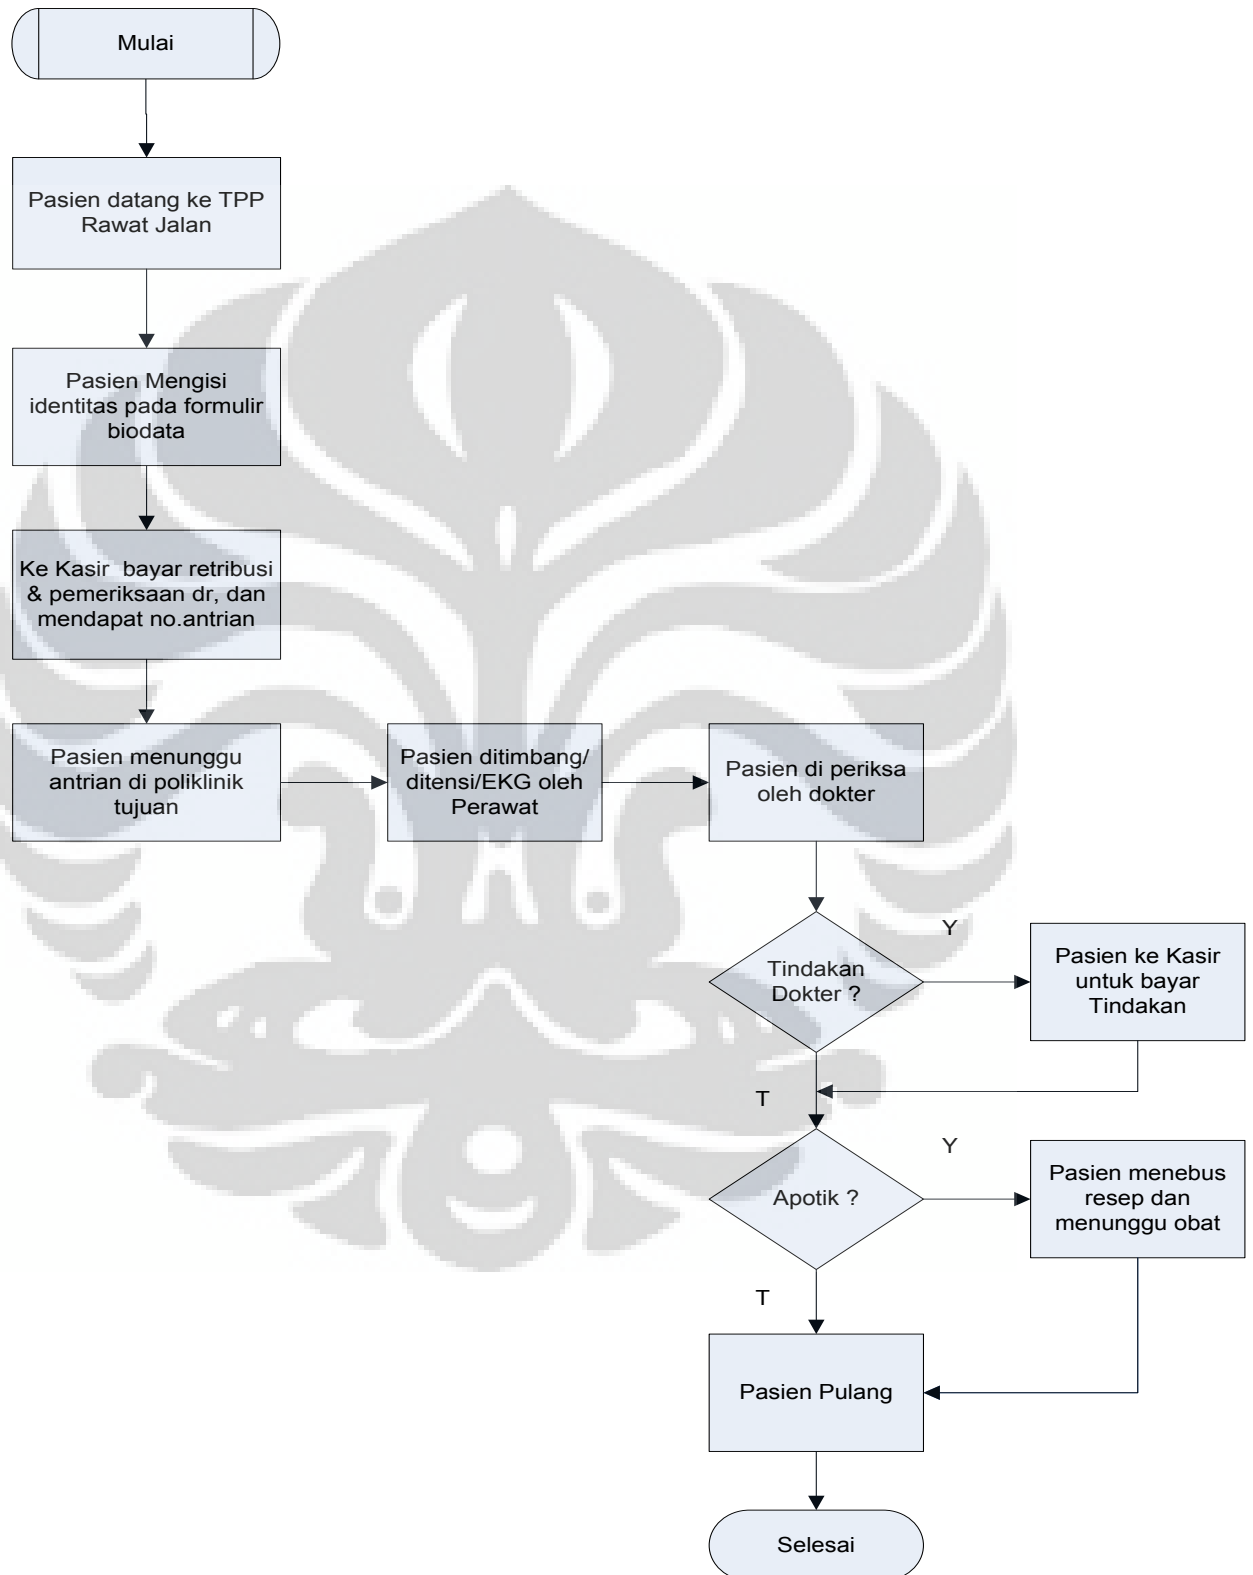 Mulai
Pasien datang ke TPP
Rawat Jalan
Pasien Mengisi
identitas pada formulir
biodata
Ke Kasir bayar retribusi
& pemeriksaan dr, dan
mendapat no.antrian
Pasien menunggu
antrian di poliklinik
tujuan
Pasien ditimbang/
ditensi/EKG oleh
Perawat
Pasien di periksa
oleh dokter
Tindakan
Dokter ?
Y
Pasien ke Kasir
untuk bayar
Tindakan
T
Apotik ?
Y
Pasien menebus
resep dan
menunggu obat
T
Pasien Pulang
Selesai